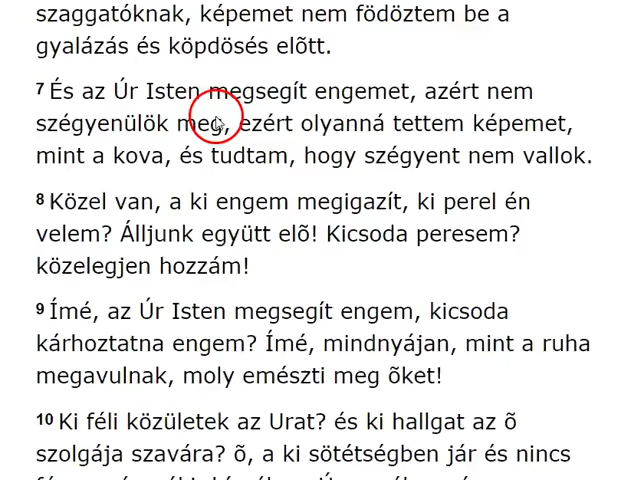 szaggatóknak, képemet nem födöztem be a
gyalázás és köpdösés elõtt.
7 És az Úr Isten megsegít engemet, azért nem
szégyenülök meg, ezért olyanná tettem képemet,
mint a kova, és tudtam, hogy szégyent nem vallok.
8 Közel van, a ki engem megigazít, ki perel én
velem? Álljunk együtt elõ! Kicsoda peresem?
közelegjen hozzám!
9 Ímé, az Úr Isten megsegít engem, kicsoda
kárhoztatna engem? Ímé, mindnyájan, mint a ruha
megavulnak, moly emészti meg õket!
10 Ki féli közületek az Urat? és ki hallgat az õ
szolgája szavára? õ, a ki sötétségben jár és nincs